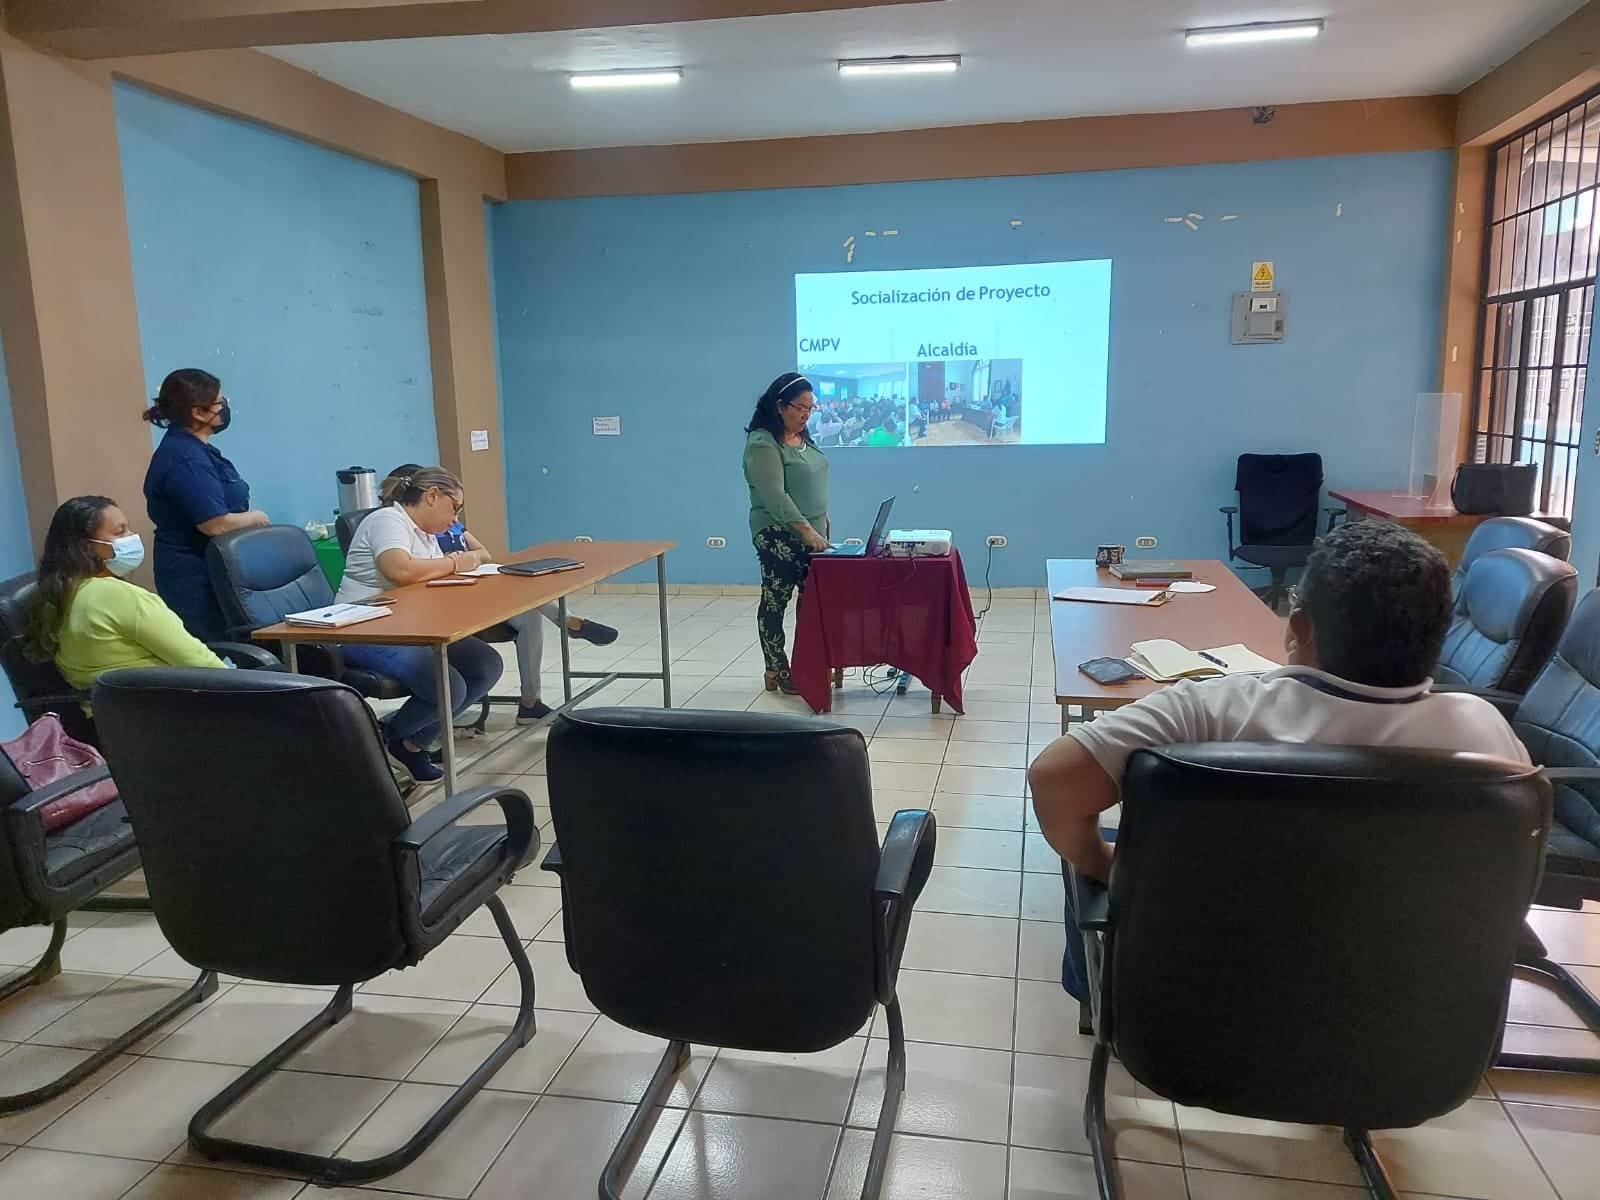 Socialización de Proyecto
CMPV
Alcaldía